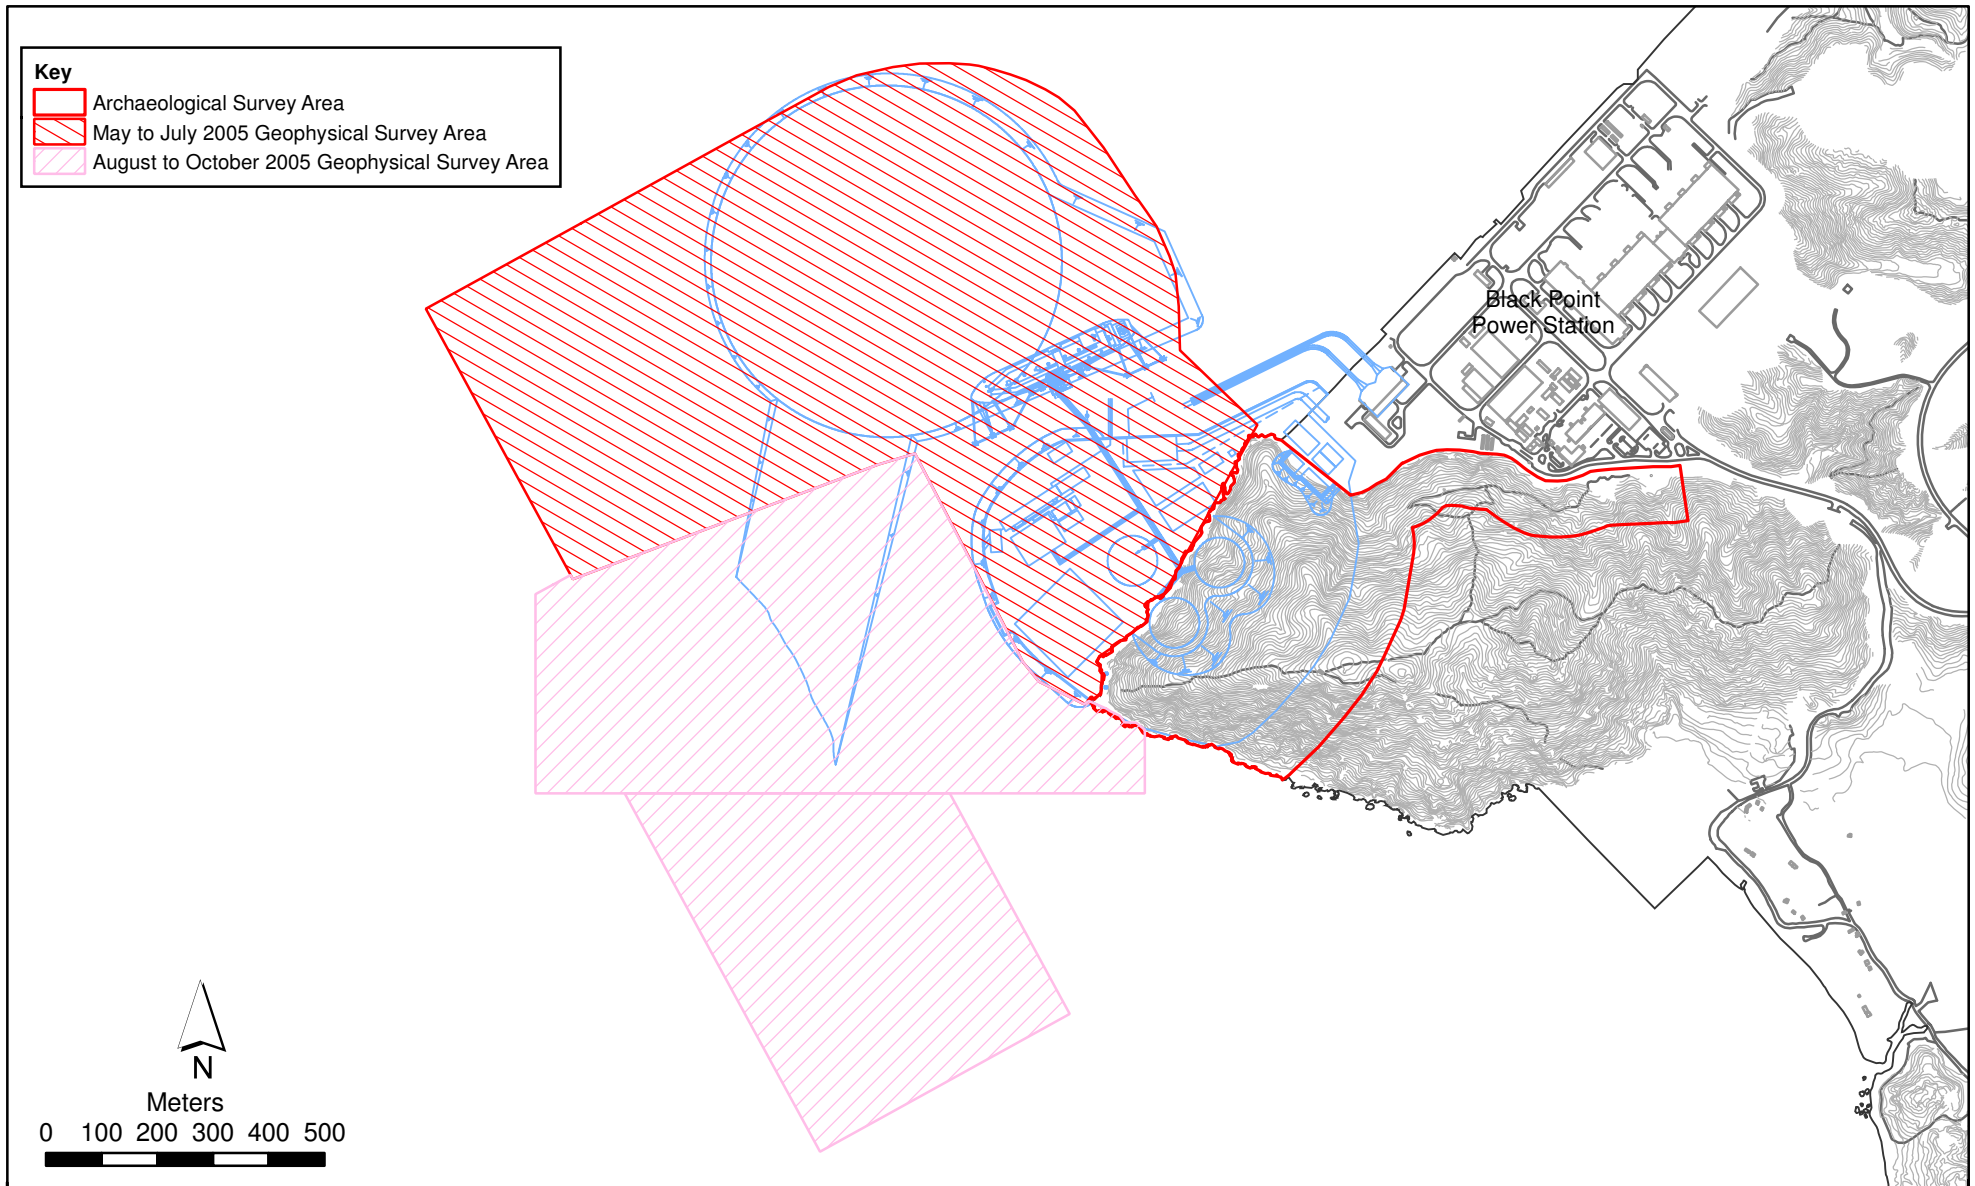 Key
Archaeological Survey Area
May to July 2005 Geophysical Survey Area
August to October 2005 Geophysical Survey Area
Black Point
Power Station
N
Meters
0 100 200 300 400 500